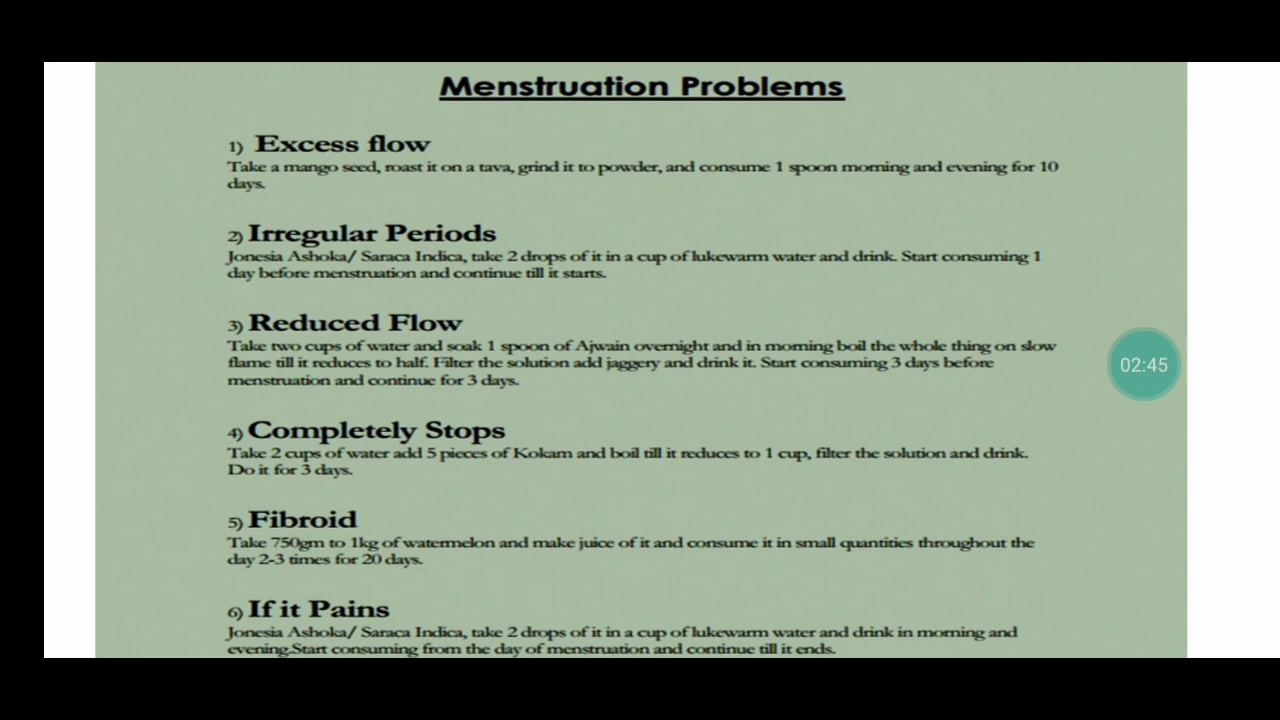 Menstruation Problems
1) Excess flow
Take a mango seed, roast it on a tava, grind it to powder, and consume 1 spoon morning and evening for 10
days.
2) Irregular Periods
Jonesia Ashoka/ Saraca Indica, take 2 drops of it in a cup of lukewarm water and drink. Start consuming 1
day before menstruation and continue till it starts.
3) Reduced Flow
Take two cups of water and soak 1 spoon of Ajwain overnight and in morning boil the whole thing on slow
flame till it reduces to half. Filter the solution add jaggery and drink it. Start consuming 3 days before
menstruation and continue for 3 days.
02:45
4) Completely Stops
Take 2 cups of water add 5 pieces of Kokam and boil till it reduces to 1 cup, filter the solution and drink.
Do it for 3 days.
5) Fibroid
Take 750gm to 1kg of watermelon and make juice of it and consume it in small quantities throughout the
day 2-3 times for 20 days.
6) If it Pains
Jonesia Ashoka/ Saraca Indica, take 2 drops of it in a cup of lukewarm water and drink in morning and
evening.Start consuming from the day of menstruation and continue till it ends.